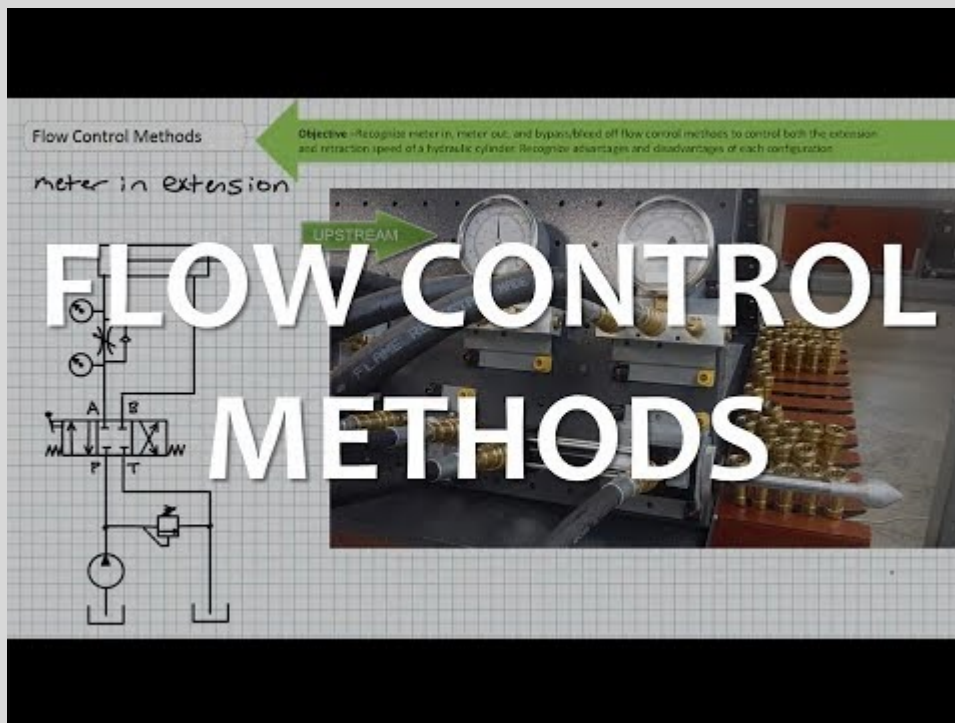 Flow Control Methods
Objective - Recognize meter in, meter out, and bypass/bleed off flow control methods to control both the extension
and retraction speed of a hydraulic cylinder. Recognize advantages and disadvantages of each configuration
meter in extension
UPSTREAM
FLOW CONTROL
METHODS
FLAME
A B
P T